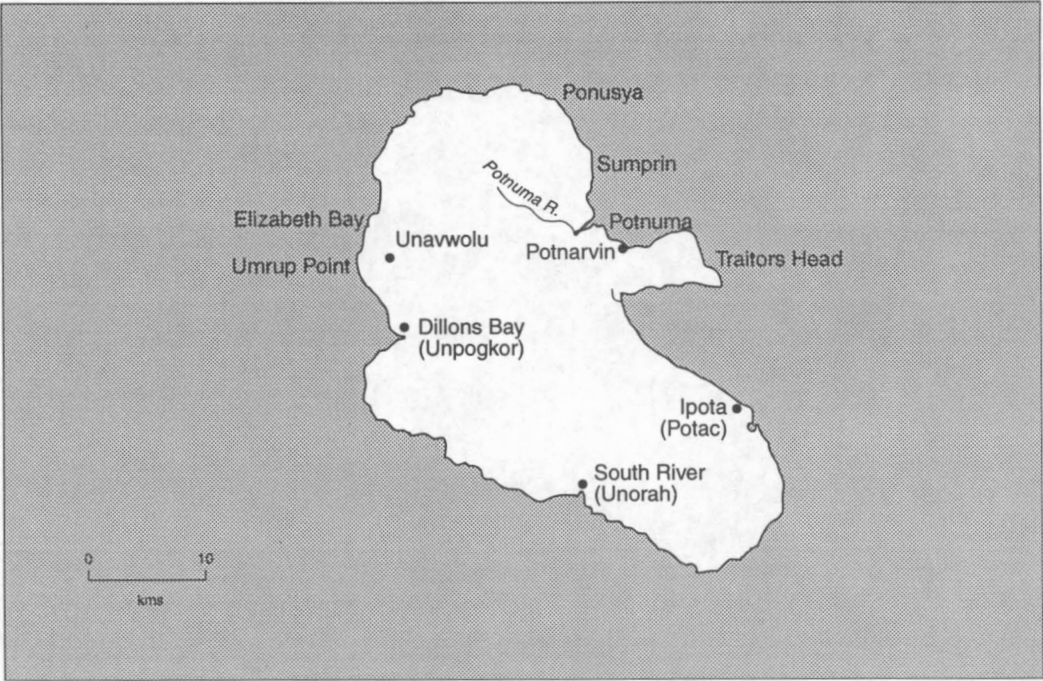 Ponusya
Sumprin
Potnuma R.
Elizabeth Bay
Potnuma
Unavwolu
Potnarvin
Traitors Head
Umrup Point
Dillons Bay
(Unpogkor)
Ipota
(Potac)
South River
(Unorah)
0 10
kms